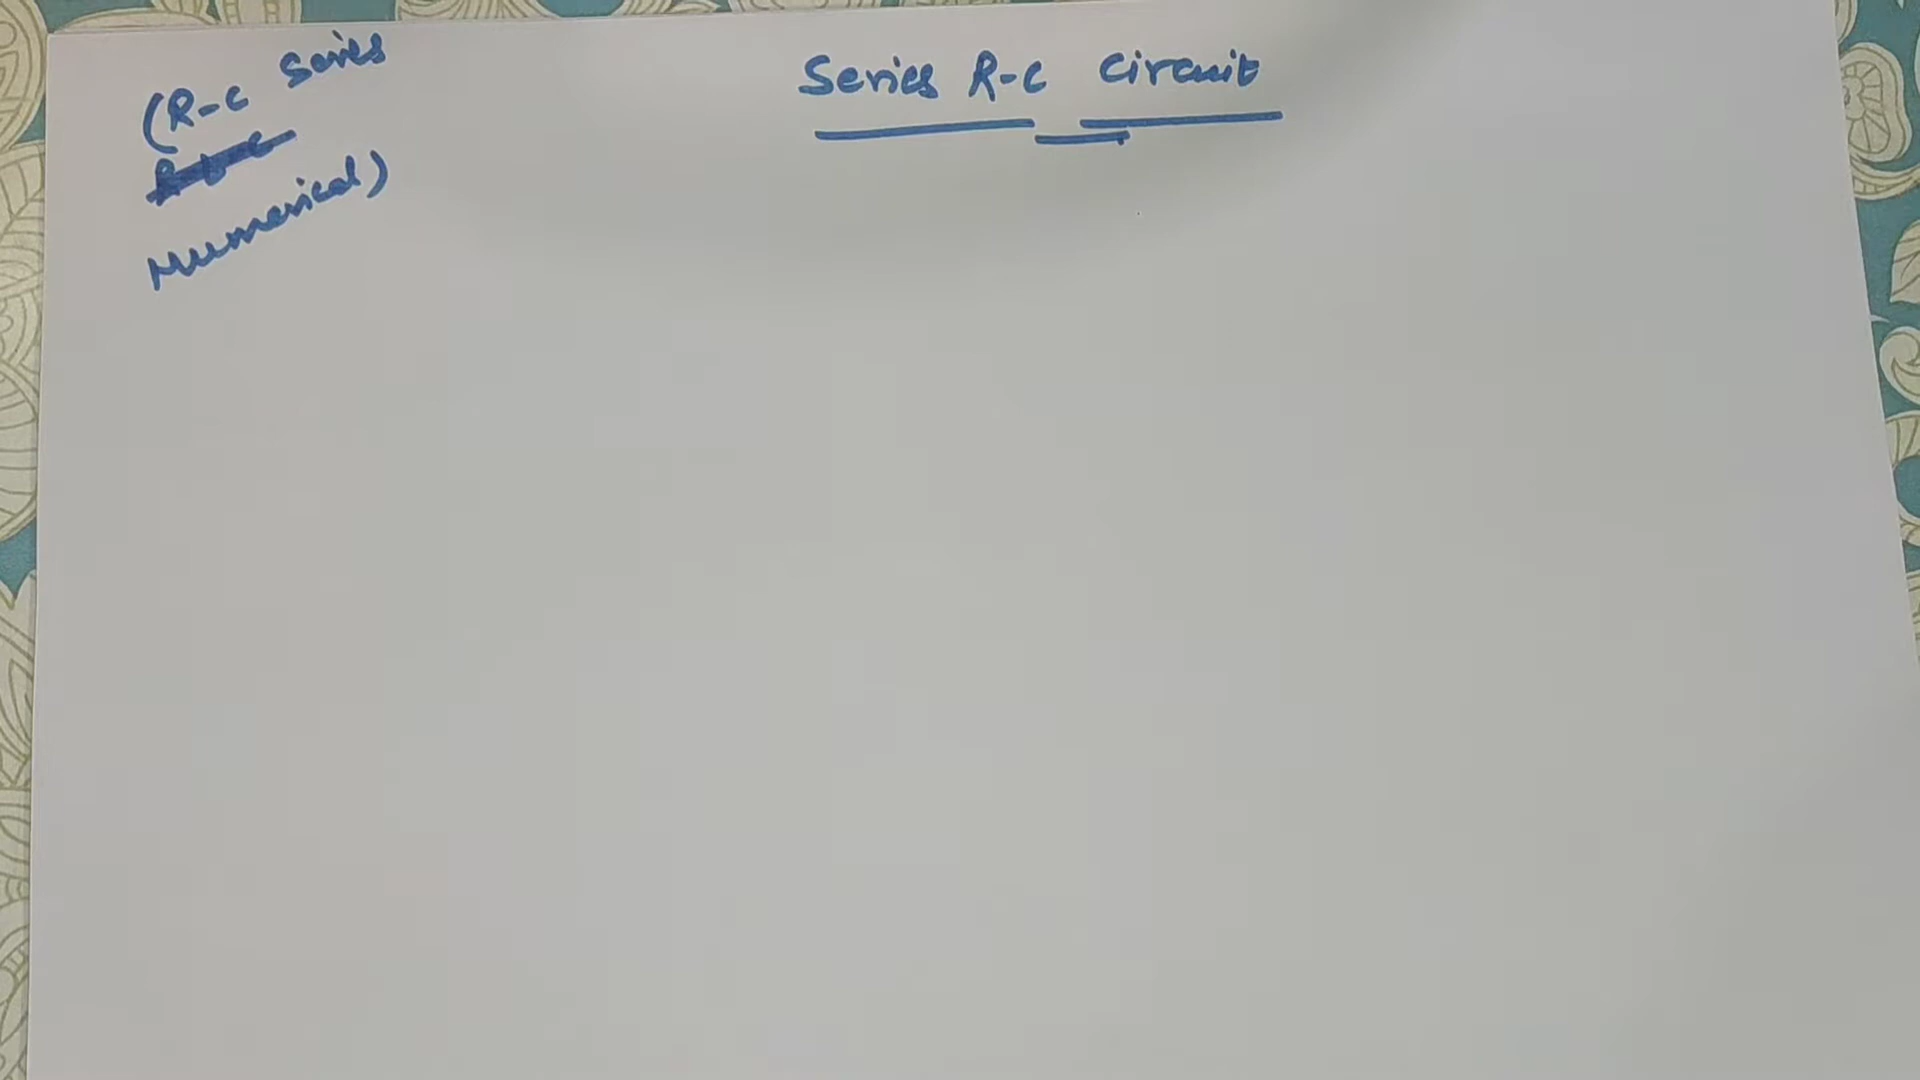 (R-C Series
Numerical)
Series R-C Circuit